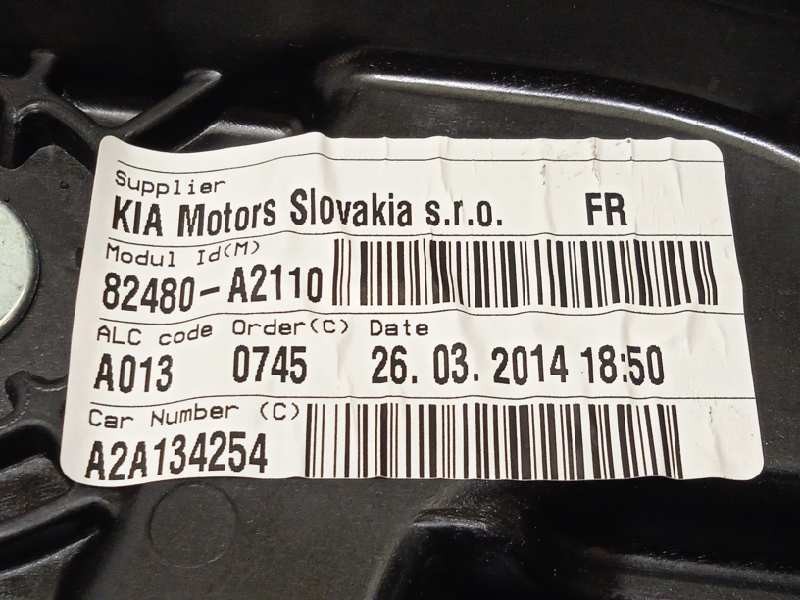 Supplier
KIA Motors Slovakia s.r.o. FR
Modul Id(M)
82480-A2110
ALC code Order(C) Date
A013 0745 26. 03. 2014 18:50
Car Number (C)
A2A134254